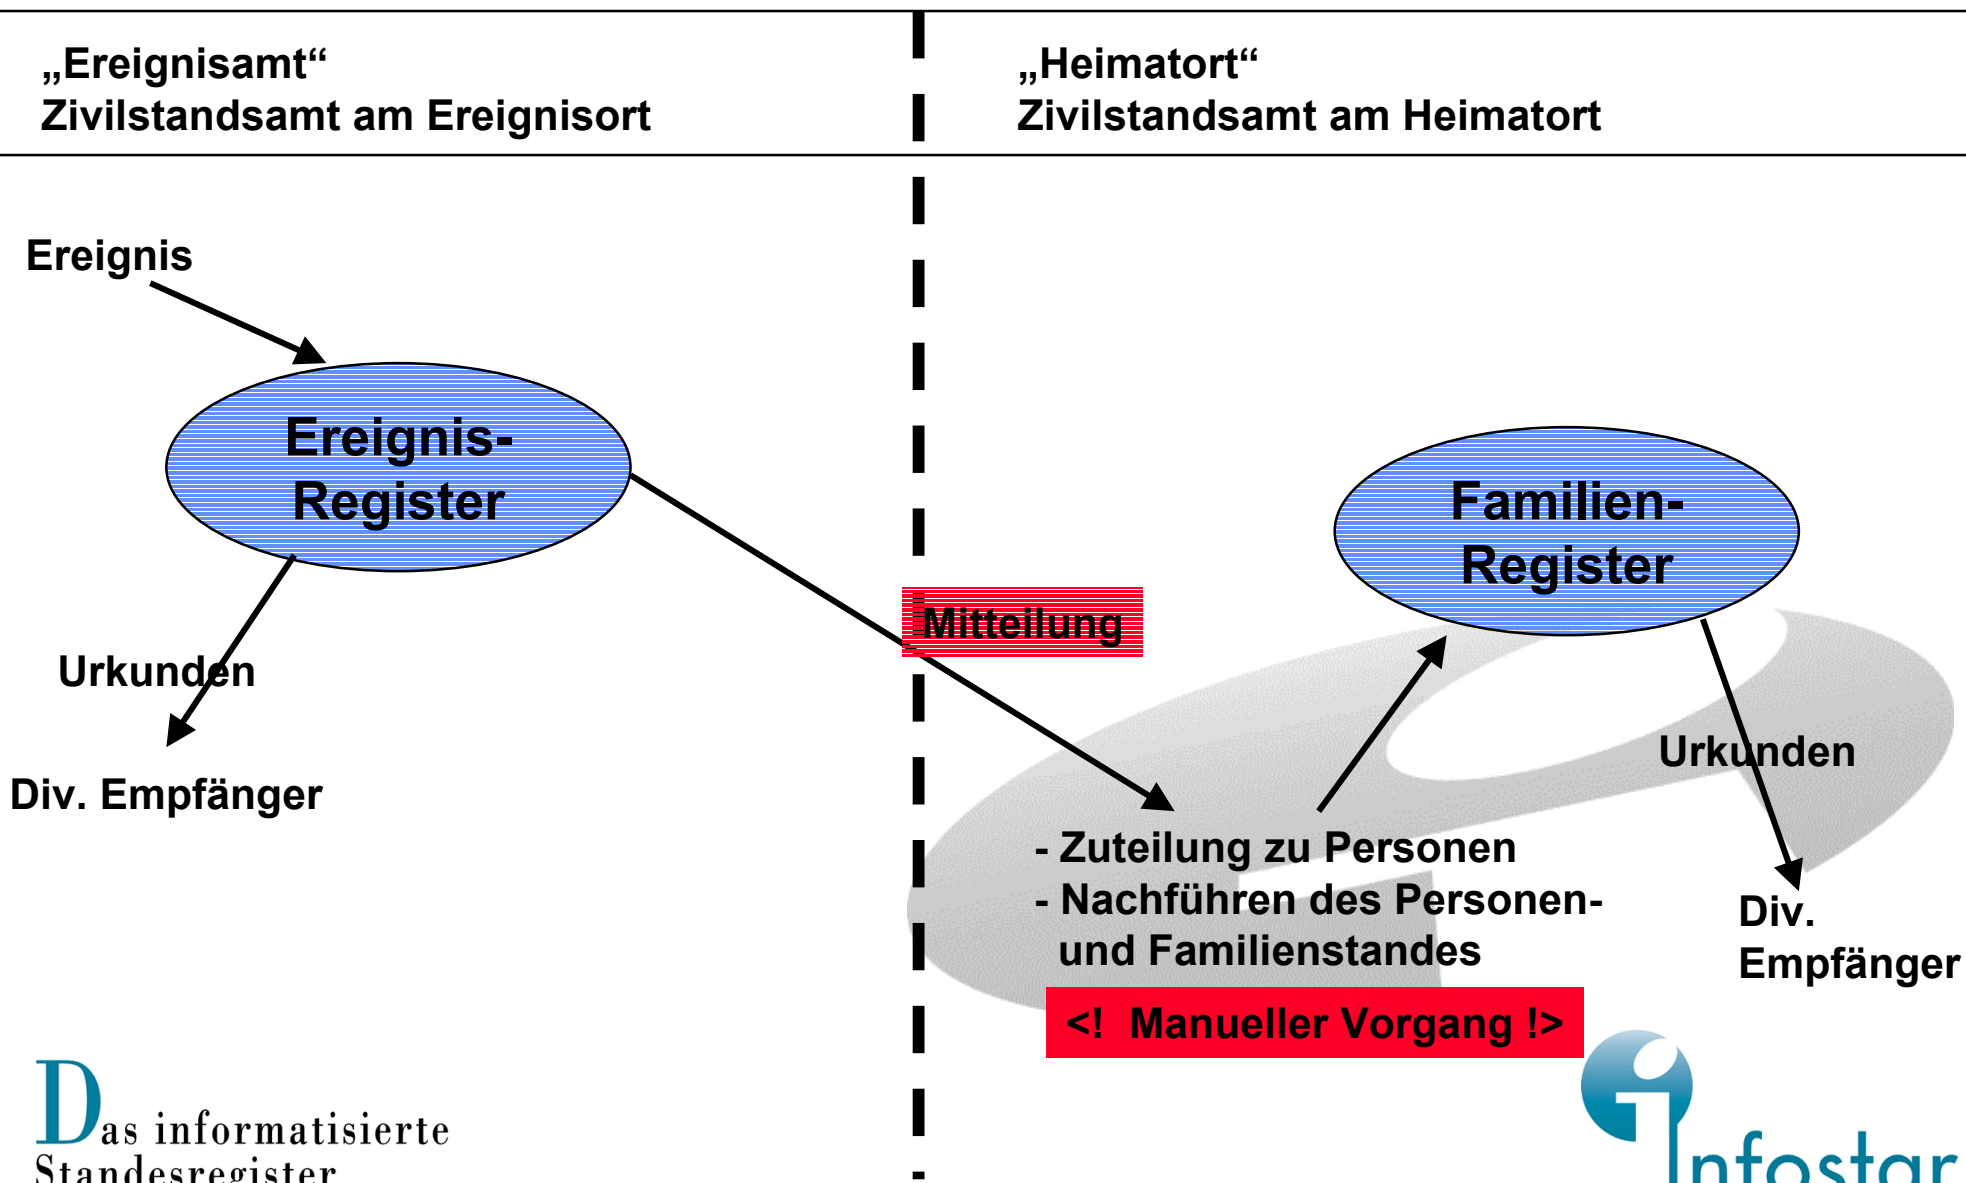 „Ereignisamt“
Zivilstandsamt am Ereignisort
„Heimatort“
Zivilstandsamt am Heimatort
Ereignis
Ereignis-
Register
Urkunden
Div. Empfänger
Mitteilung
Familien-
Register
Urkunden
Div.
Empfänger
- Zuteilung zu Personen
- Nachführen des Personen-
und Familienstandes
<! Manueller Vorgang !>
Das informatisierte
Standesregister
infostar